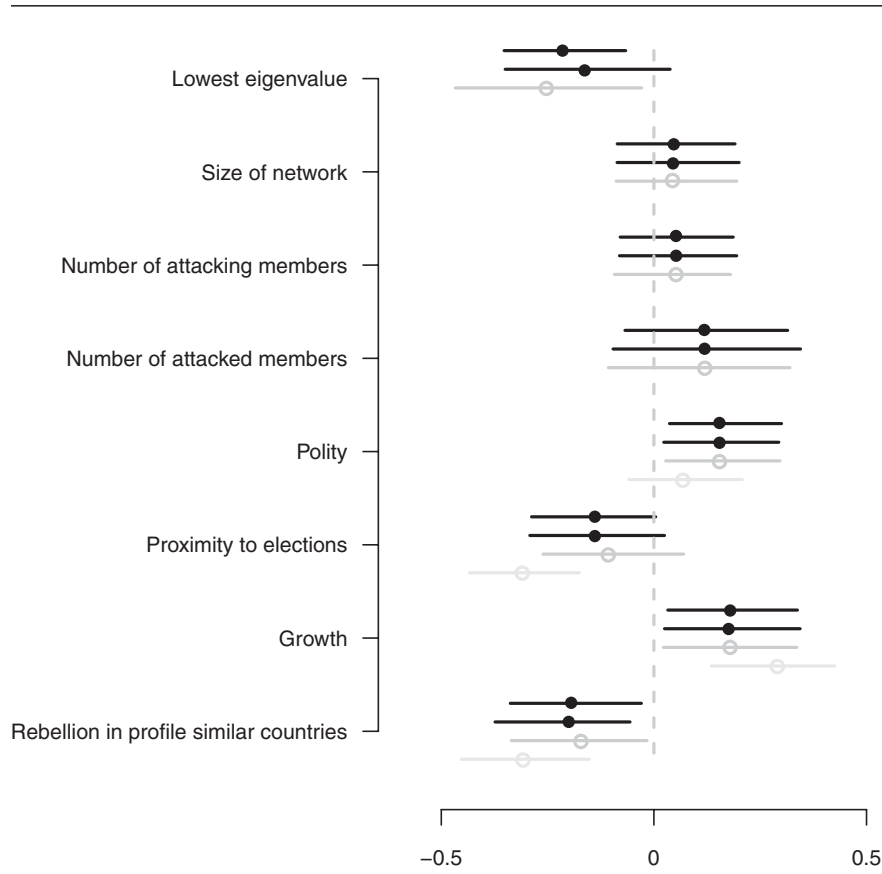 Lowest eigenvalue
Size of network
Number of attacking members
Number of attacked members
Polity
Proximity to elections
Growth
Rebellion in profile similar countries
−0.5 0 0.5